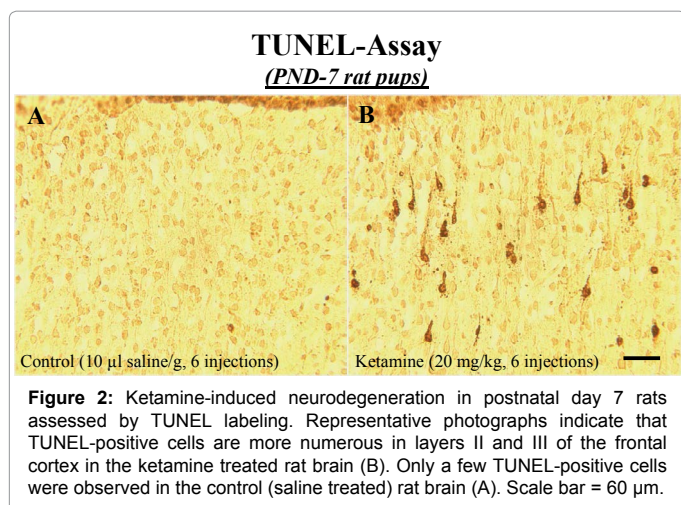 TUNEL-Assay
(PND-7 rat pups)
A
B
Control (10 µl saline/g, 6 injections)
Ketamine (20 mg/kg, 6 injections)
Figure 2: Ketamine-induced neurodegeneration in postnatal day 7 rats
assessed by TUNEL labeling. Representative photographs indicate that
TUNEL-positive cells are more numerous in layers II and III of the frontal
cortex in the ketamine treated rat brain (B). Only a few TUNEL-positive cells
were observed in the control (saline treated) rat brain (A). Scale bar = 60 µm.